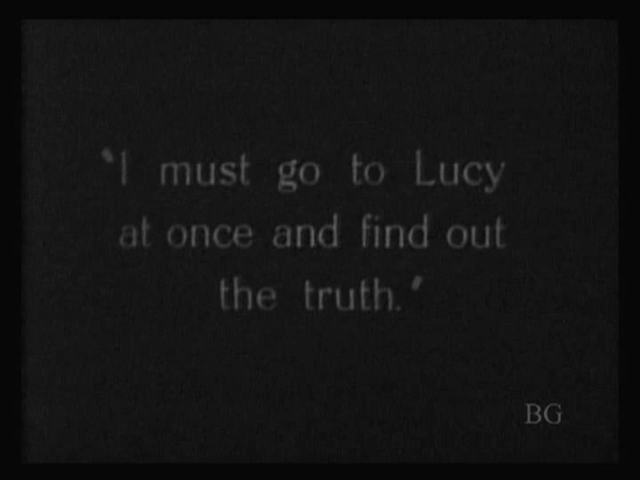 ‘I must go to Lucy
at once and find out
the truth.’
BG